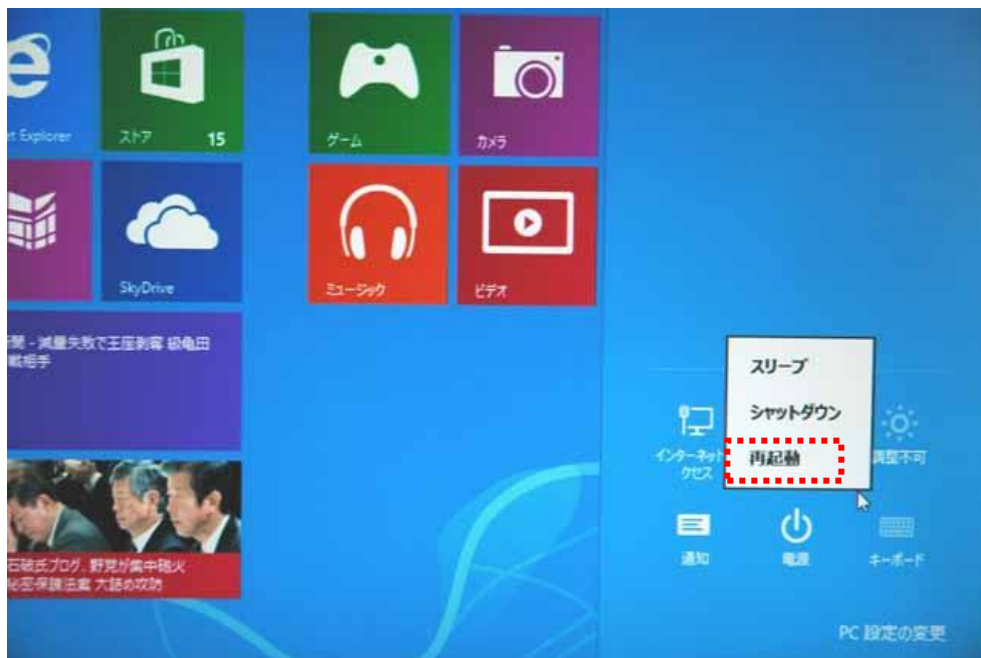 et Explorer
ストア
15
ゲーム
カメラ
SkyDrive
ミュージック
ビデオ
聞 - 減量失敗で王座剥奪 級亀田
戦相手
石破氏ブログ、野党が集中砲火
秘密保護法案 大詰め攻防
スリープ
シャットダウン
再起動
インターネット
クセス
調整不可
通知
電源
キーボード
PC 設定の変更